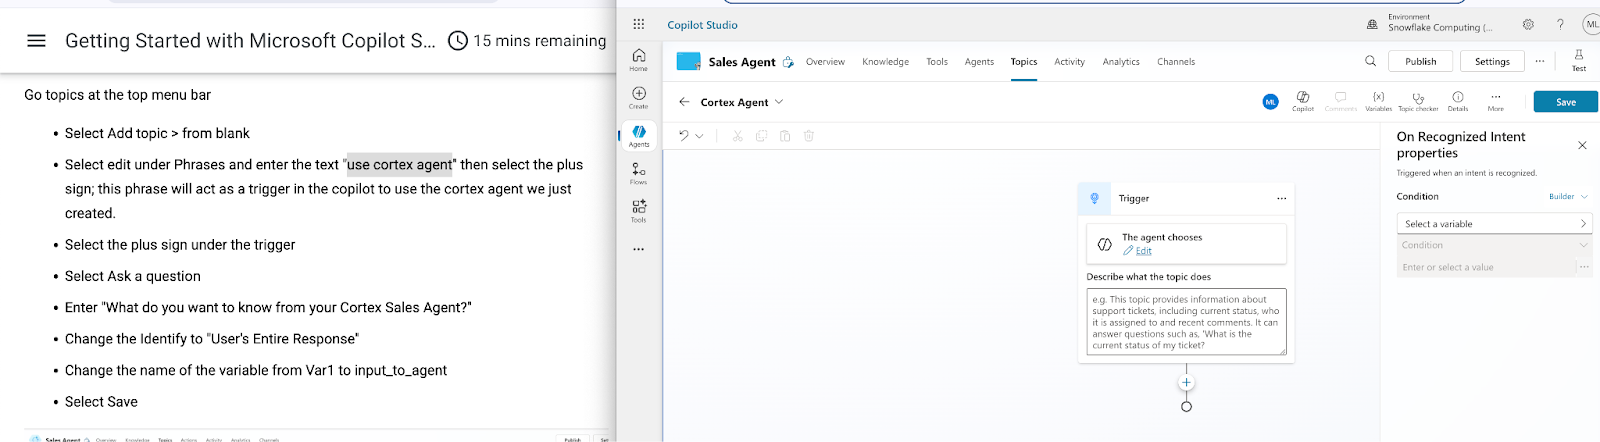 Getting Started with Microsoft Copilot S... 15 mins remaining
Go topics at the top menu bar
• Select Add topic > from blank
• Select edit under Phrases and enter the text "use cortex agent" then select the plus
sign; this phrase will act as a trigger in the copilot to use the cortex agent we just
created.
• Select the plus sign under the trigger
• Select Ask a question
• Enter "What do you want to know from your Cortex Sales Agent?"
• Change the Identify to "User's Entire Response"
• Change the name of the variable from Var1 to input_to_agent
• Select Save
Sales Agent Overview Knowledge Topics Actions Activity Analytics Channels Publish Set
Copilot Studio
Environment
Snowflake Computing (...
?
ML
Home
Create
Agents
Flows
Tools
...
Sales Agent Overview Knowledge Tools Agents Topics Activity Analytics Channels Publish Settings ... Test
Cortex Agent
ML Copilot Comments Variables Topic checker Details More Save
Trigger ...
The agent chooses
Edit
Describe what the topic does
e.g. This topic provides information about
support tickets, including current status, who
it is assigned to and recent comments. It can
answer questions such as, 'What is the
current status of my ticket?
On Recognized Intent
properties
Triggered when an intent is recognized.
Condition Builder
Select a variable
Condition
Enter or select a value ...